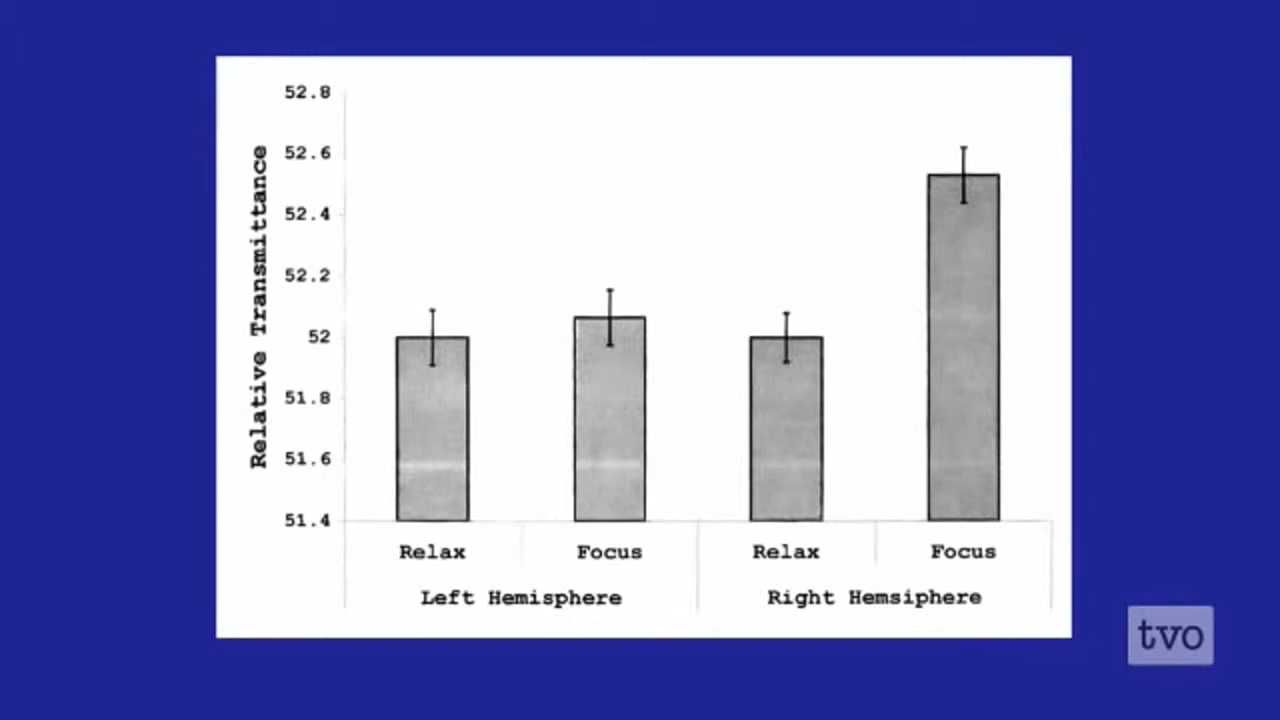 Relative Transmittance
52.8
52.6
52.4
52.2
52
51.8
51.6
51.4
Relax Focus Relax Focus
Left Hemisphere Right Hemsiphere
tvo